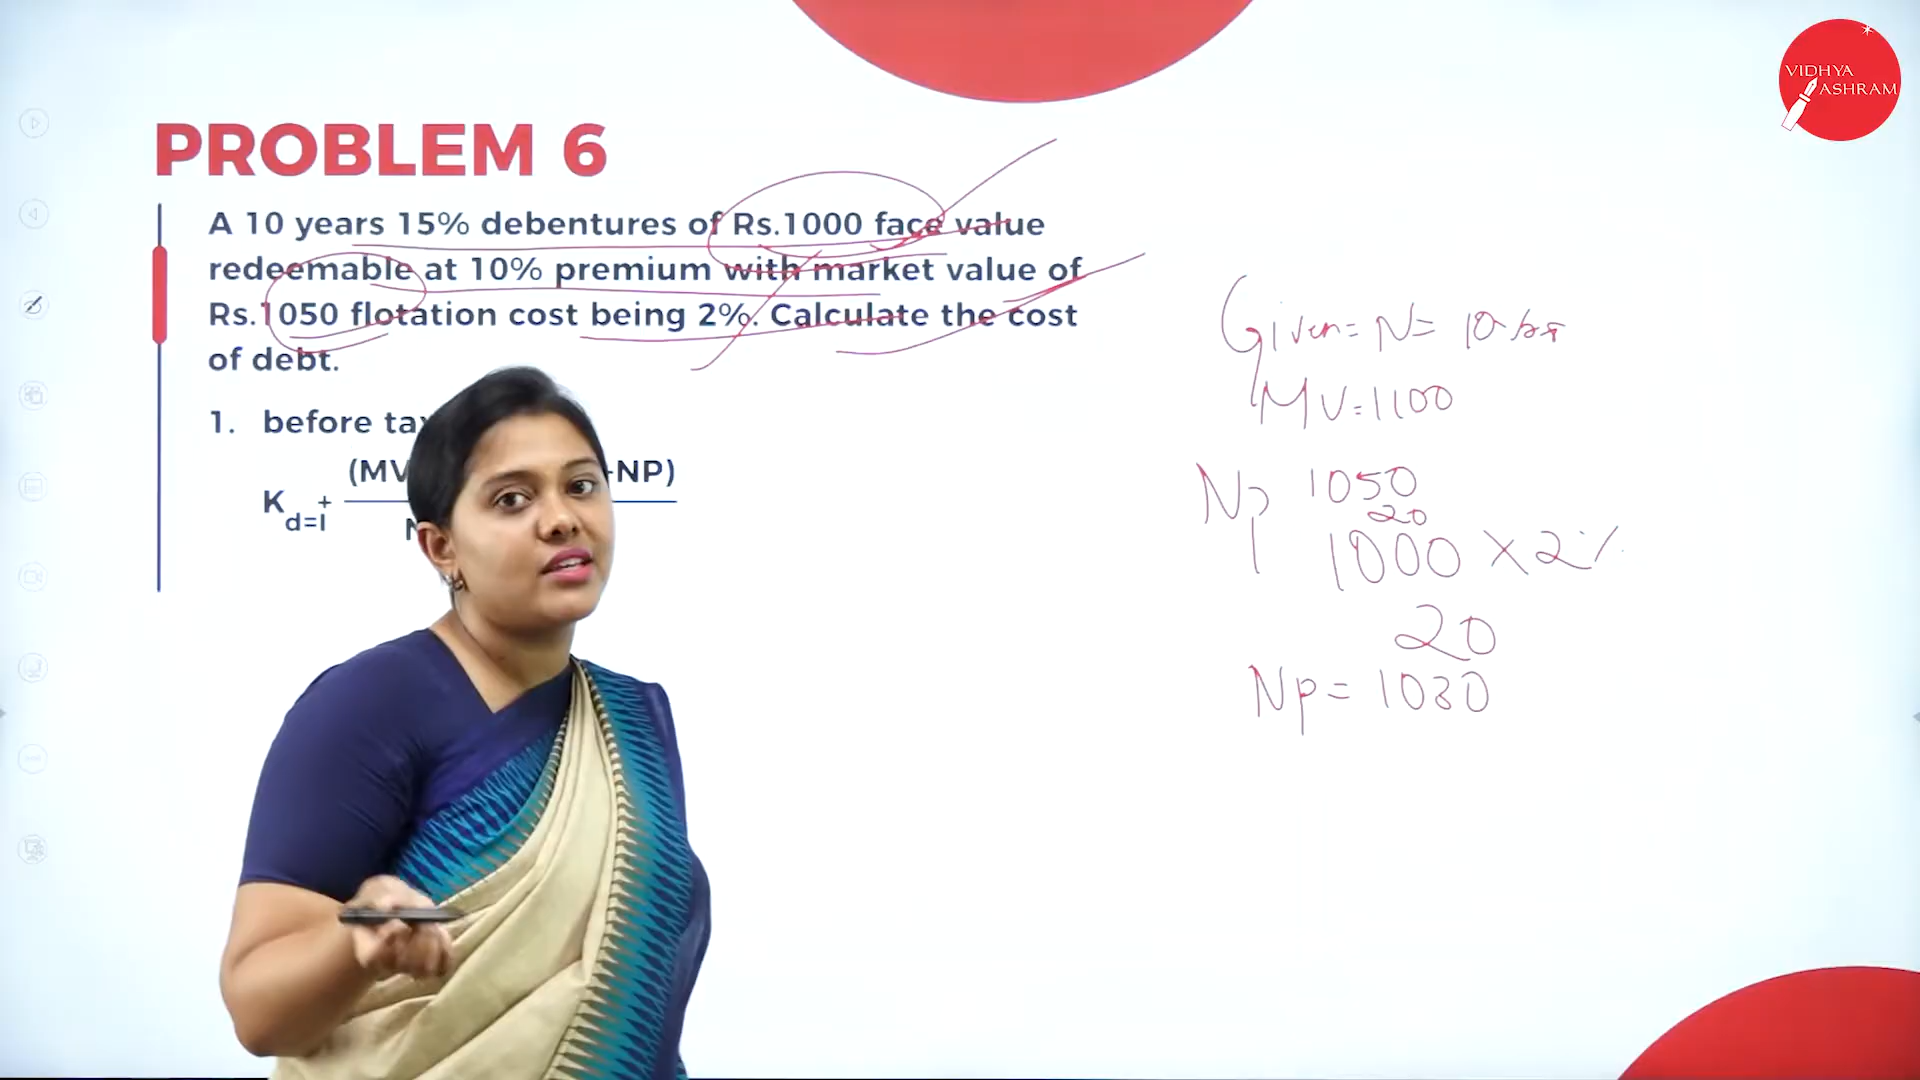 VIDHYA
ASHRAM
PROBLEM 6
A 10 years 15% debentures of Rs.1000 face value
redeemable at 10% premium with market value of
Rs.1050 flotation cost being 2%. Calculate the cost
of debt.
1. before ta
(MV NP)
K d=I +
Given= N= 10
MV=1100
Np 1050
20
1000 × 2%
20
Np = 1030